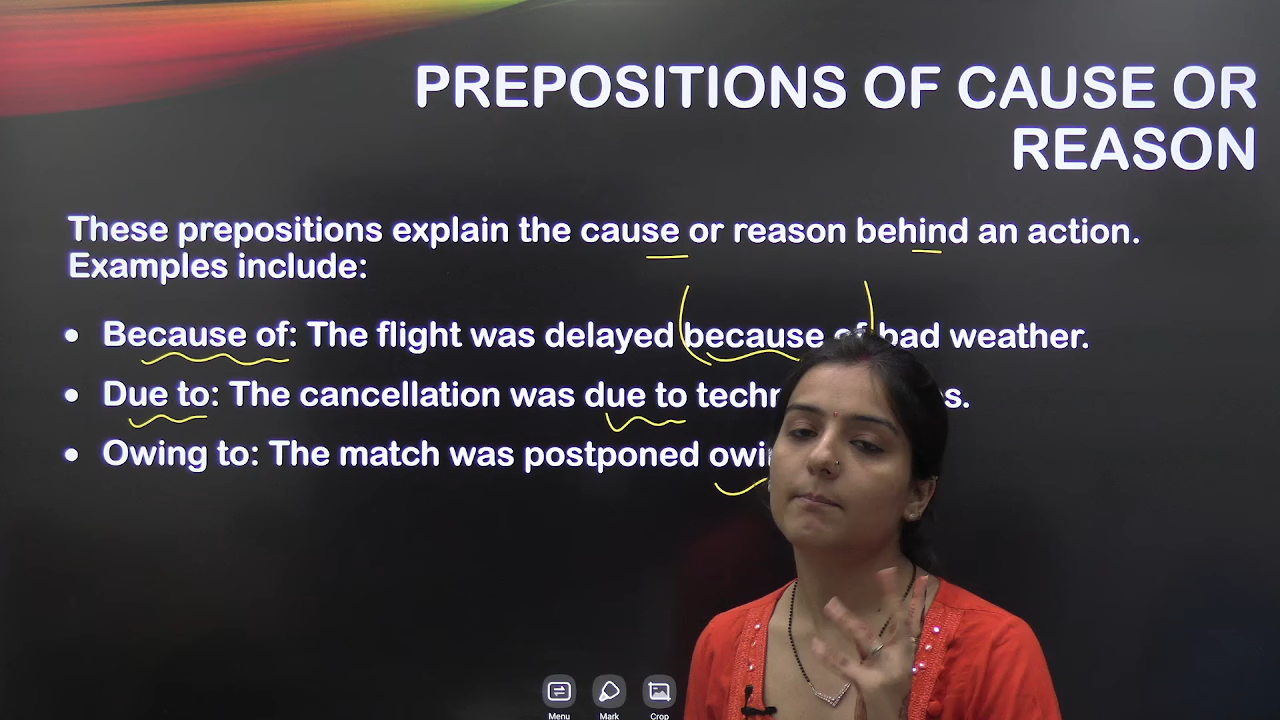 PREPOSITIONS OF CAUSE OR
REASON
These prepositions explain the cause or reason behind an action.
Examples include:
• Because of: The flight was delayed because of bad weather.
• Due to: The cancellation was due to
• Owing to: The match was postponed
Menu Mark Crop